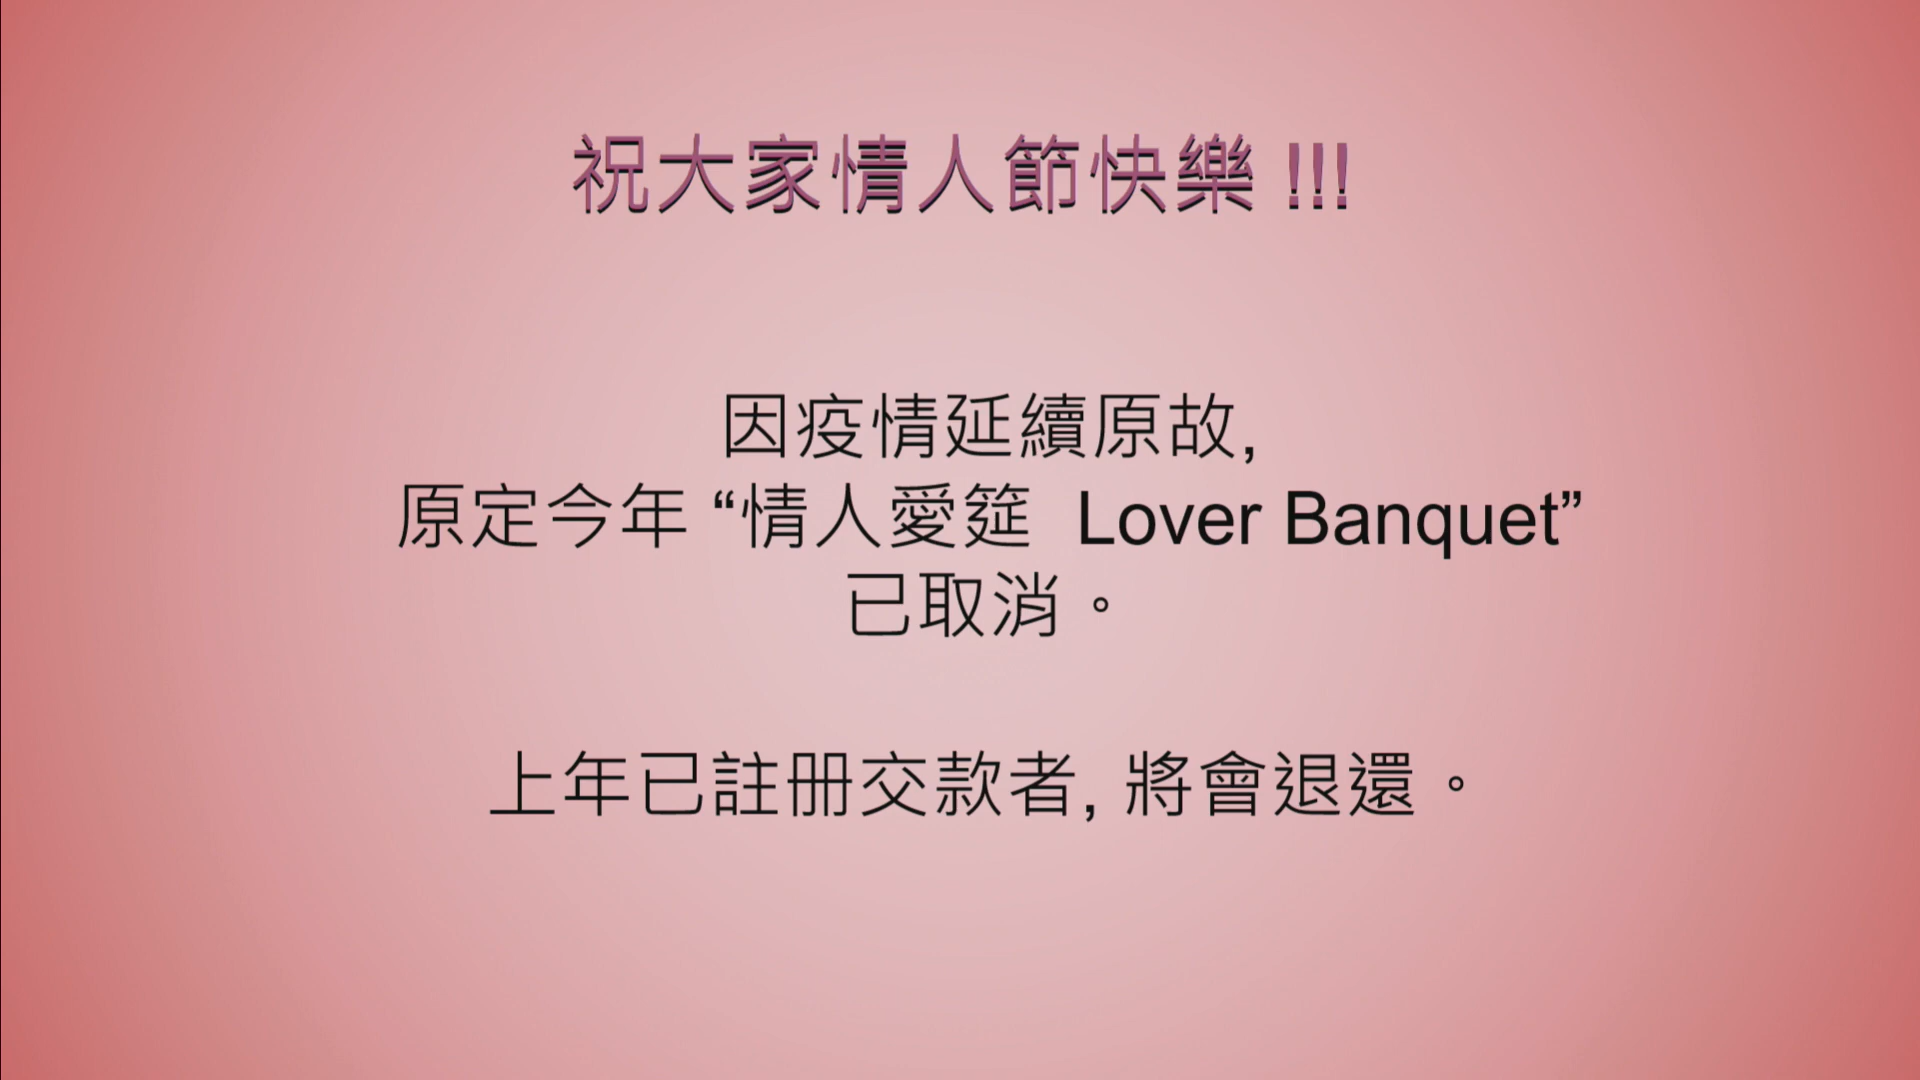 祝大家情人節快樂 !!!
因疫情延續原故,
原定今年 “情人愛筵  Lover Banquet”
已取消。
上年已註册交款者, 將會退還。